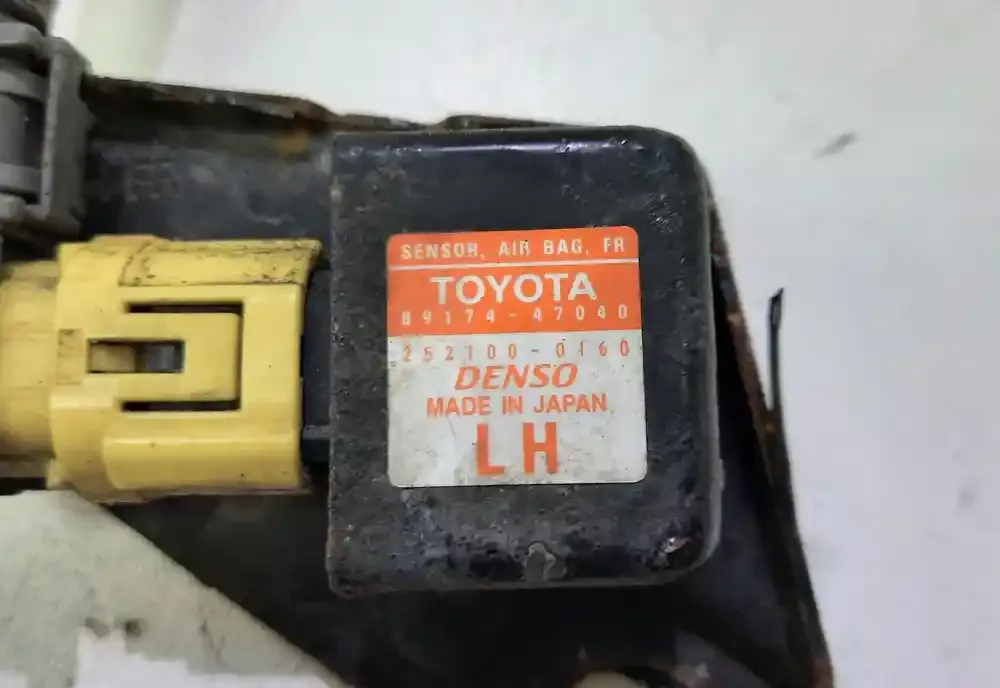 SENSOR, AIR BAG, FR
TOYOTA
89174-47040
252100-0160
DENSO
MADE IN JAPAN
LH